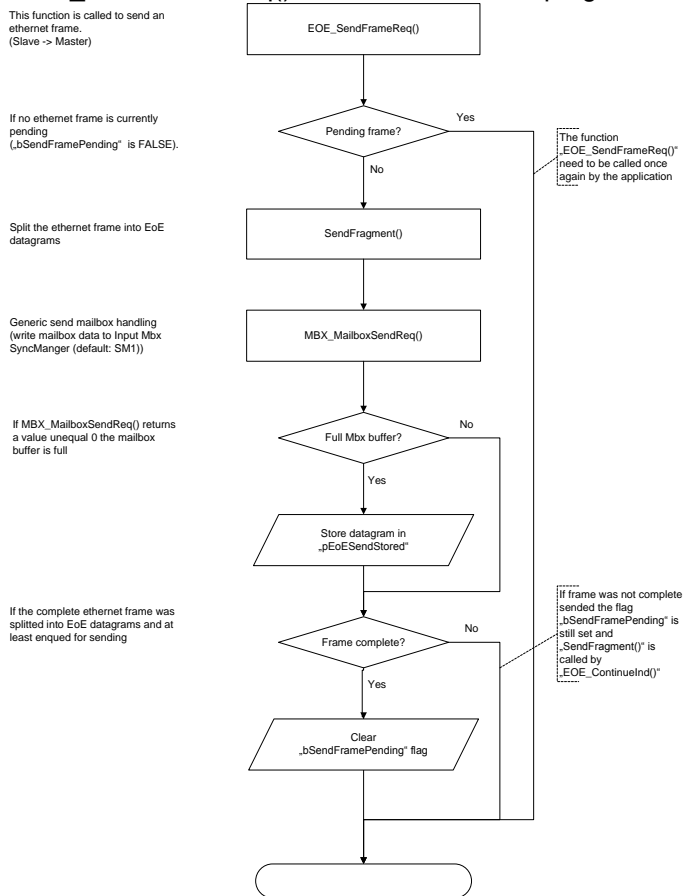 This function is called to send an
ethernet frame.
(Slave -> Master)
EOE_SendFrameReq()
If no ethernet frame is currently
pending
(„bSendFramePending“ is FALSE).
Pending frame?
Yes
No
The function
„EOE_SendFrameReq()“
need to be called once
again by the application
Split the ethernet frame into EoE
datagrams
SendFragment()
Generic send mailbox handling
(write mailbox data to Input Mbx
SyncManger (default: SM1))
MBX_MailboxSendReq()
If MBX_MailboxSendReq() returns
a value unequal 0 the mailbox
buffer is full
Full Mbx buffer?
No
Yes
Store datagram in
„pEoESendStored“
If the complete ethernet frame was
splitted into EoE datagrams and at
least enqued for sending
Frame complete?
No
Yes
If frame was not complete
sended the flag
„bSendFramePending“ is
still set and
„SendFragment()“ is
called by
„EOE_ContinueInd()“
Clear
„bSendFramePending“ flag